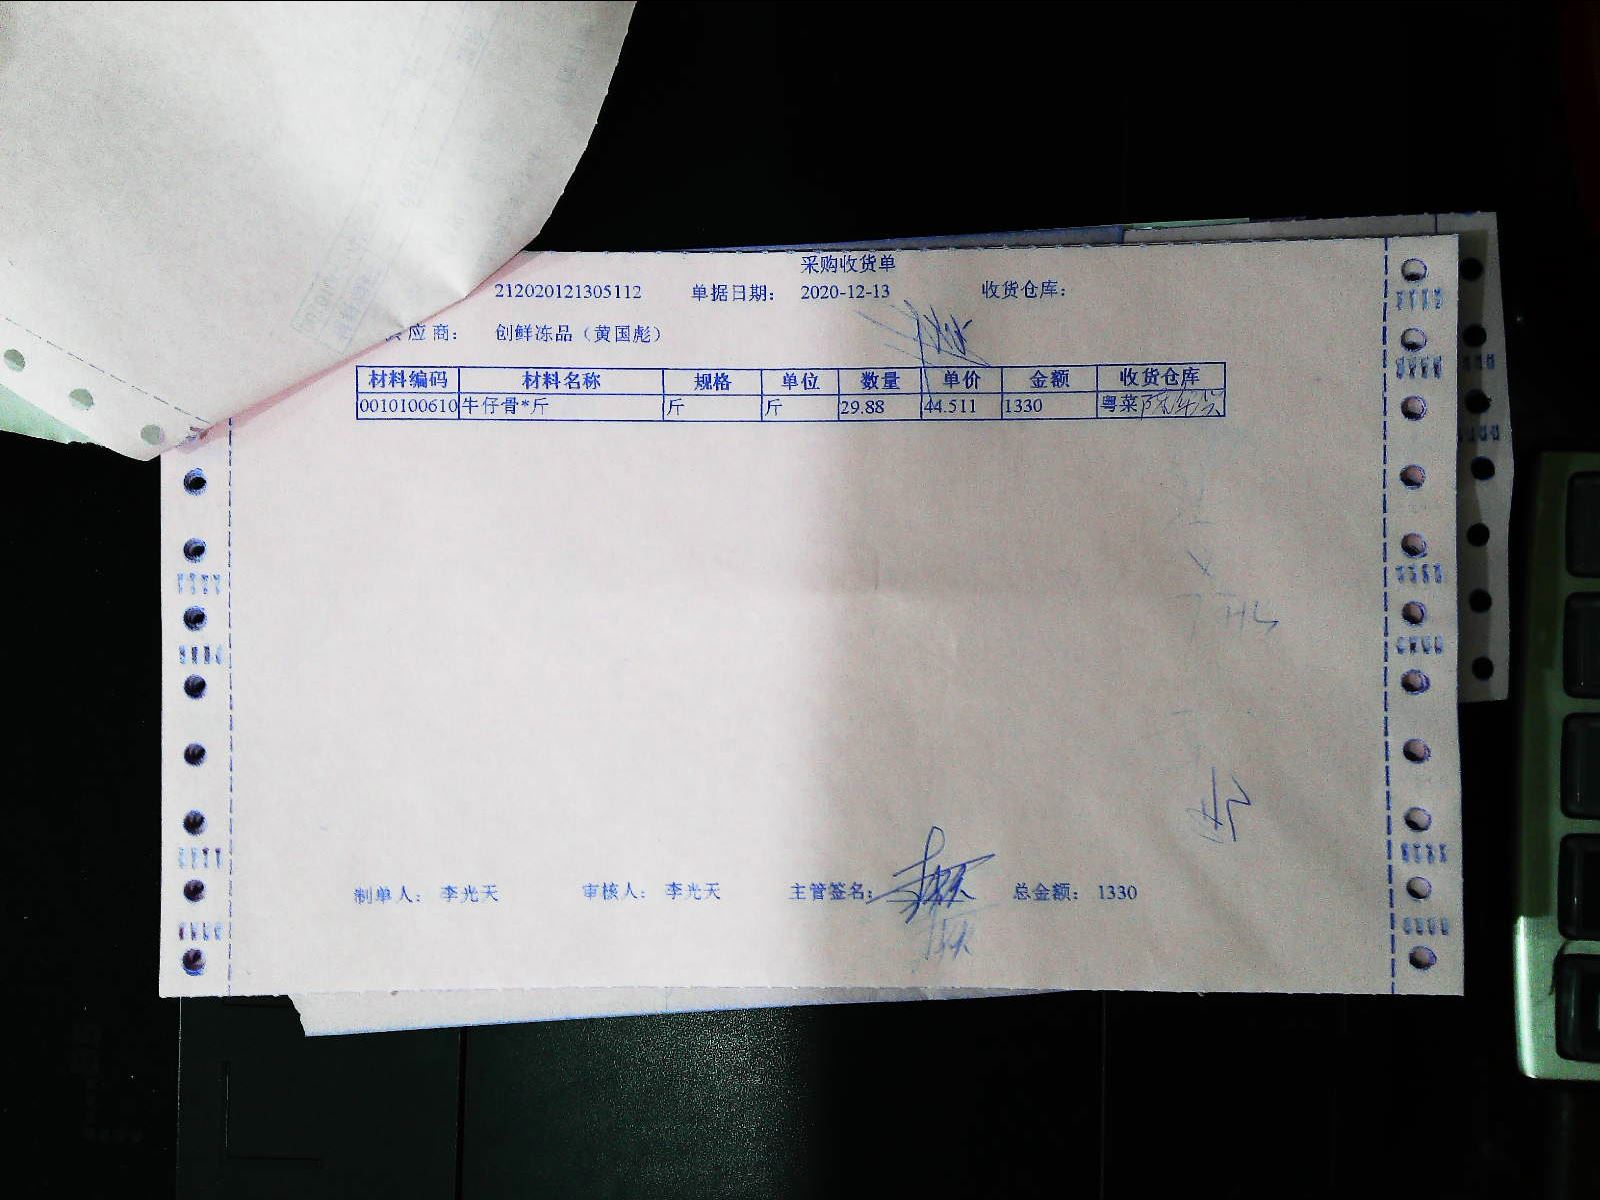 采购收货单
212020121305112 单据日期： 2020-12-13 收货仓库：
应商： 创鲜冻品（黄国彪）
材料编码 材料名称 规格 单位 数量 单价 金额 收货仓库
0010100610 牛仔骨*斤 斤 斤 29.88 44.511 1330 粤菜
制单人： 李光天 审核人： 李光天 主管签名： 总金额： 1330